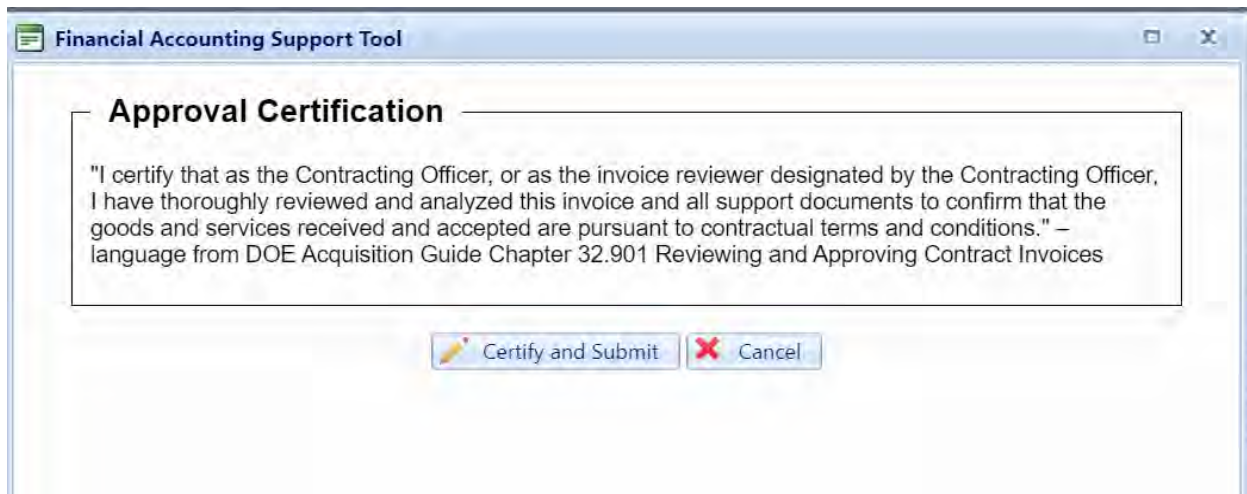 Financial Accounting Support Tool
Approval Certification
"I certify that as the Contracting Officer, or as the invoice reviewer designated by the Contracting Officer,
I have thoroughly reviewed and analyzed this invoice and all support documents to confirm that the
goods and services received and accepted are pursuant to contractual terms and conditions." –
language from DOE Acquisition Guide Chapter 32.901 Reviewing and Approving Contract Invoices
Certify and Submit Cancel